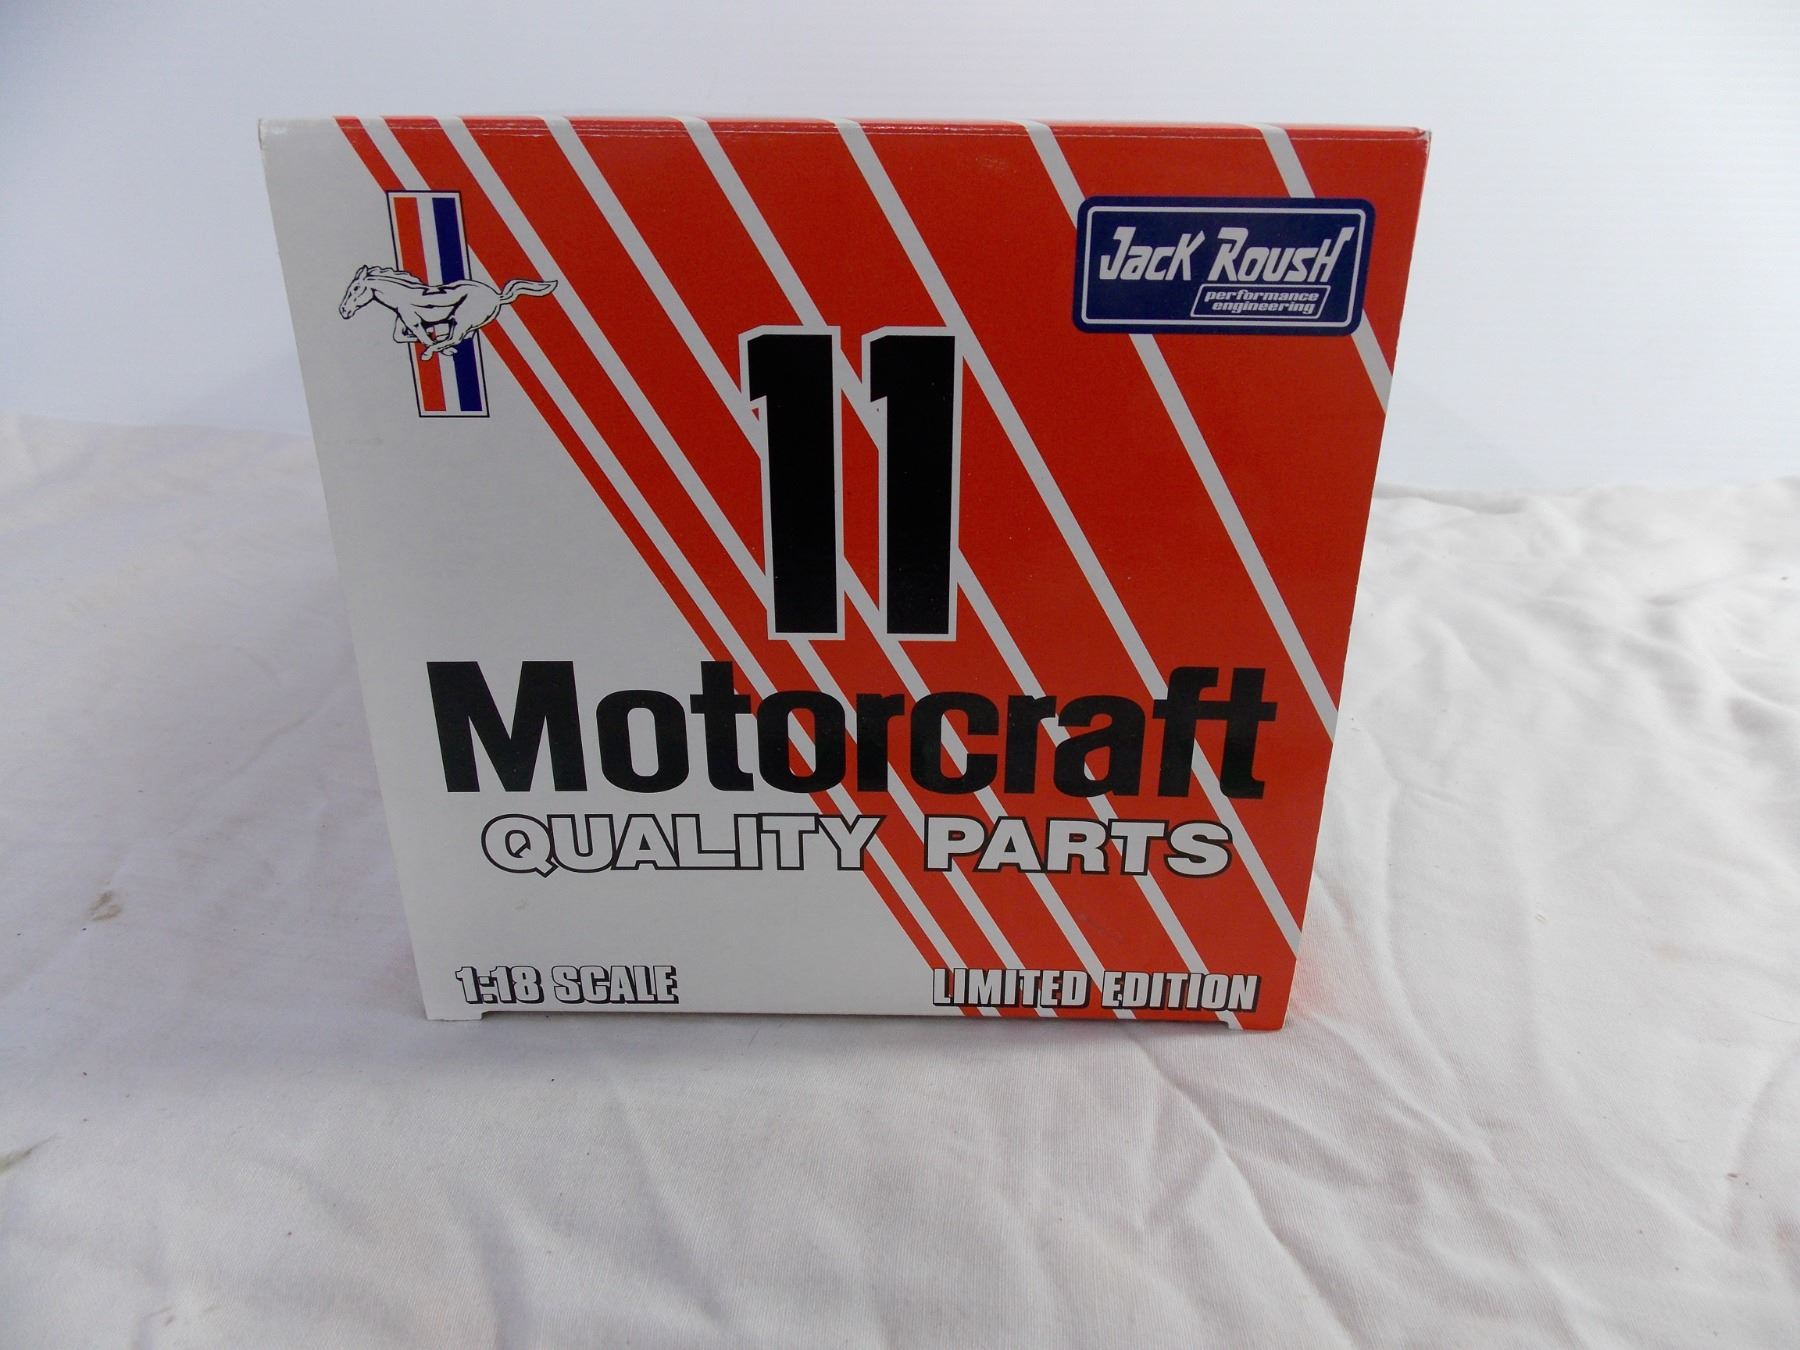 Jack Roush
performance
engineering
11
Motorcraft
QUALITY PARTS
1:18 SCALE
LIMITED EDITION